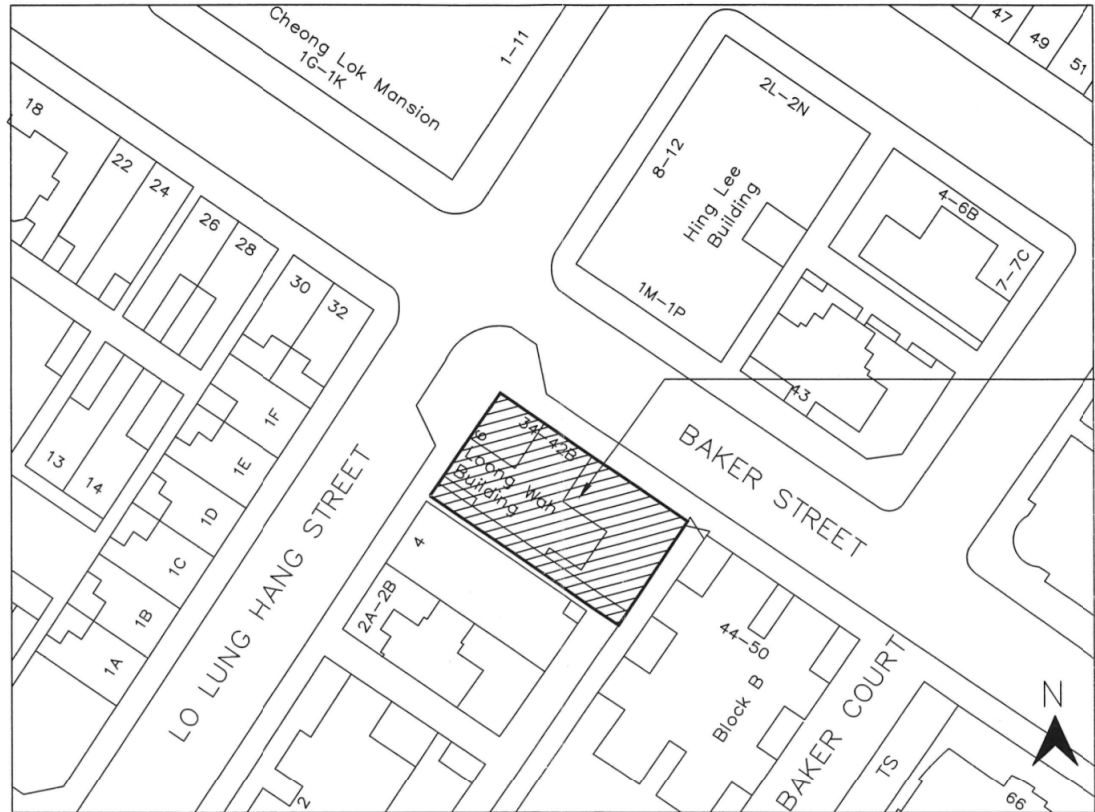 Cheong Lok Mansion
1G-1K
1-11
47
49
51
2L-2N
8-12
Hing Lee
Building
1M-1P
4-6B
7-7C
43
18
22
24
26
28
30
32
1F
1E
1D
1C
1B
1A
13
14
LO LUNG HANG STREET
BAKER STREET
34-42B
6
Loong Wah
Building
4
2A-2B
2
44-50
Block B
BAKER COURT
TS
66
N